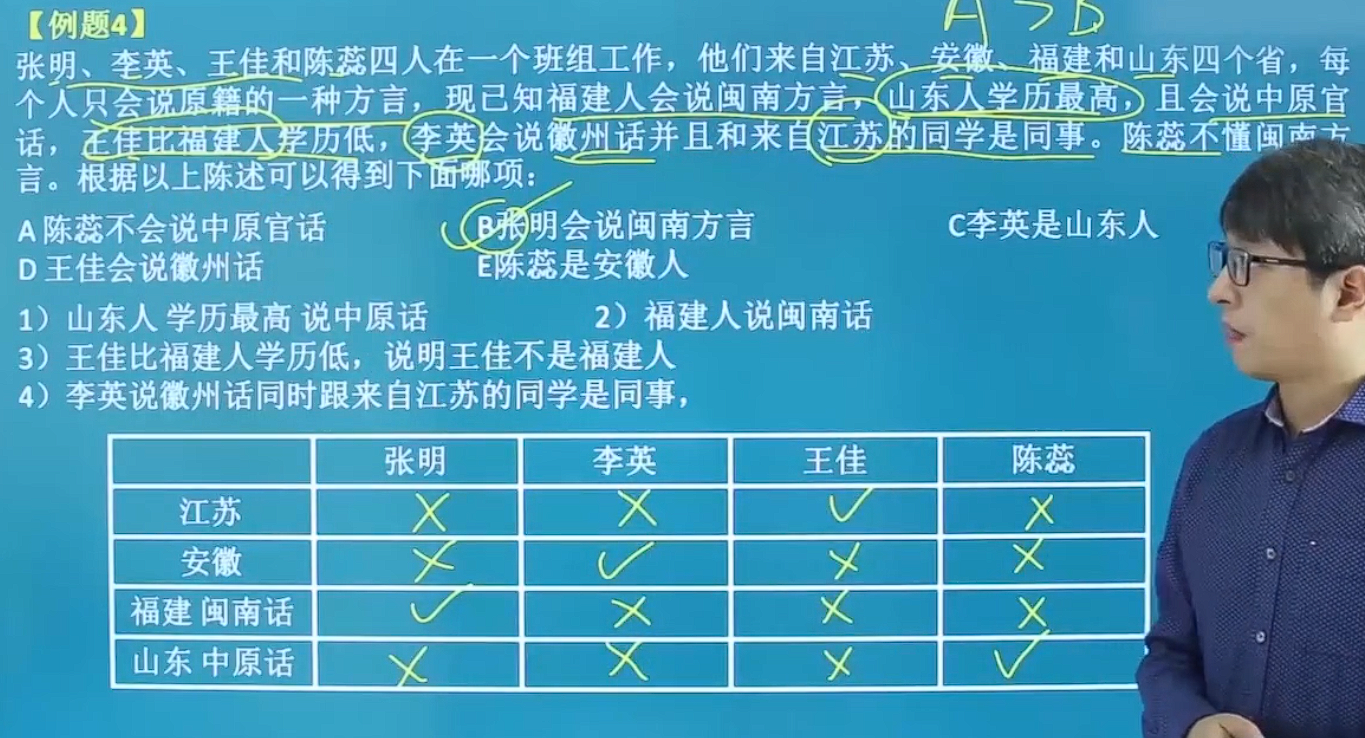 【例题4】
A > B
张明、李英、王佳和陈蕊四人在一个班组工作，他们来自江苏、安徽、福建和山东四个省，每
个人只会说原籍的一种方言，现已知福建人会说闽南方言，山东人学历最高，且会说中原官
话，王佳比福建人学历低，李英会说徽州话并且和来自江苏的同学是同事。陈蕊不懂闽南方
言。根据以上陈述可以得到下面哪项：
A 陈蕊不会说中原官话 B张明会说闽南方言 C李英是山东人
D 王佳会说徽州话 E陈蕊是安徽人
1）山东人 学历最高 说中原话 2）福建人说闽南话
3）王佳比福建人学历低，说明王佳不是福建人
4）李英说徽州话同时跟来自江苏的同学是同事，
张明 李英 王佳 陈蕊
江苏 × × ✓ ×
安徽 × ✓ × ×
福建 闽南话 ✓ × × ×
山东 中原话 × × × ✓